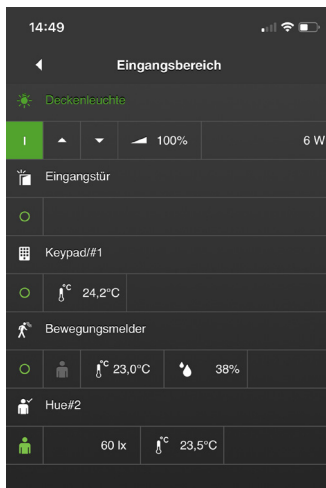 14:49
Eingangsbereich
Deckenleuchte
I 100% 6 W
Eingangstür
Keypad/#1
°C 24,2°C
Bewegungsmelder
°C 23,0°C 38%
Hue#2
60 lx °C 23,5°C